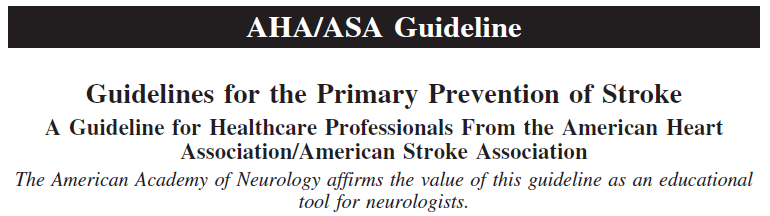 AHA/ASA Guideline
Guidelines for the Primary Prevention of Stroke
A Guideline for Healthcare Professionals From the American Heart
Association/American Stroke Association
The American Academy of Neurology affirms the value of this guideline as an educational
tool for neurologists.